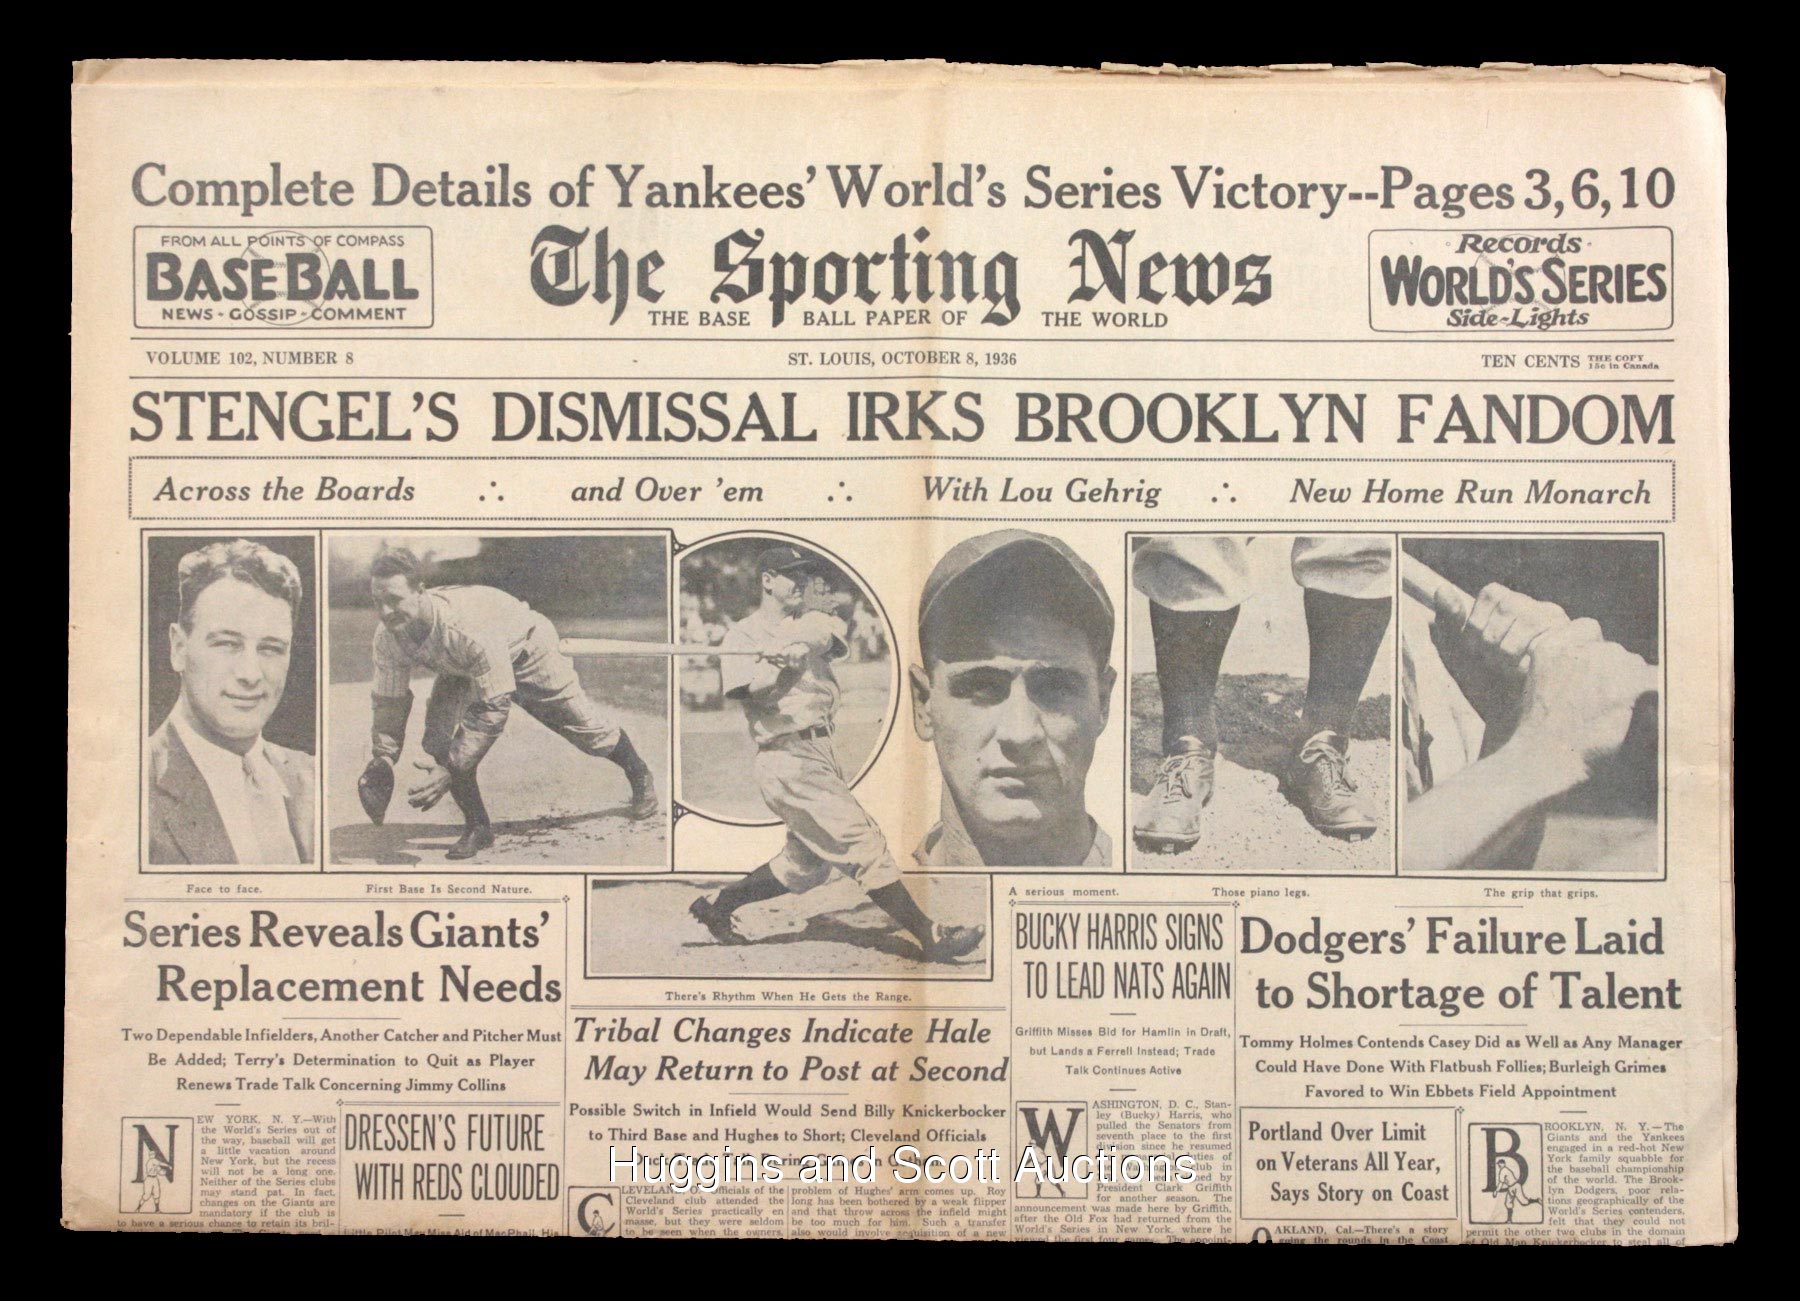 Complete Details of Yankees' World's Series Victory--Pages 3, 6, 10
FROM ALL POINTS OF COMPASS
BASEBALL
NEWS - GOSSIP - COMMENT
The Sporting News
THE BASE BALL PAPER OF THE WORLD
Records
WORLD'S SERIES
Side-Lights
VOLUME 102, NUMBER 8
ST. LOUIS, OCTOBER 8, 1936
TEN CENTS THE COPY 15c in Canada
STENGEL'S DISMISSAL IRKS BROOKLYN FANDOM
Across the Boards ∴ and Over 'em ∴ With Lou Gehrig ∴ New Home Run Monarch
Face to face.
First Base Is Second Nature.
There's Rhythm When He Gets the Range.
A serious moment.
Those piano legs.
The grip that grips.
Series Reveals Giants'
Replacement Needs
Two Dependable Infielders, Another Catcher and Pitcher Must
Be Added; Terry's Determination to Quit as Player
Renews Trade Talk Concerning Jimmy Collins
NEW YORK, N. Y.—With
the World's Series out of
the way, baseball will get
a little vacation around
New York, but the recess
will not be a long one.
Neither of the Series clubs
may stand pat. In fact,
changes on the Giants are
mandatory if the club is
to have a serious chance to retain its bril-
DRESSEN'S FUTURE
WITH REDS CLOUDED
Little Pilot May Miss Aid of MacPhail, His
Tribal Changes Indicate Hale
May Return to Post at Second
Possible Switch in Infield Would Send Billy Knickerbocker
to Third Base and Hughes to Short; Cleveland Officials
CLEVELAND, O.—Officials of the
Cleveland club attended the
World's Series practically en
masse, but they were seldom
to be seen when the owners,
problem of Hughes' arm comes up. Roy
long has been bothered by a weak flipper
and that throw across the infield might
be too much for him. Such a transfer
also would involve acquisition of a new
BUCKY HARRIS SIGNS
TO LEAD NATS AGAIN
Griffith Misses Bid for Hamlin in Draft,
but Lands a Ferrell Instead; Trade
Talk Continues Active
WASHINGTON, D. C., Stan-
ley (Bucky) Harris, who
pulled the Senators from
seventh place to the first
division since he resumed
duties of
club in
by
President Clark Griffith
for another season. The
announcement was made here by Griffith,
after the Old Fox had returned from the
World's Series in New York, where he
viewed the first four games. The appoint-
Dodgers' Failure Laid
to Shortage of Talent
Tommy Holmes Contends Casey Did as Well as Any Manager
Could Have Done With Flatbush Follies; Burleigh Grimes
Favored to Win Ebbets Field Appointment
Portland Over Limit
on Veterans All Year,
Says Story on Coast
OAKLAND, Cal.—There's a story
going the rounds in the Coast
BROOKLYN, N. Y.—The
Giants and the Yankees
engaged in a red-hot New
York family squabble for
the baseball championship
of the world. The Brook-
lyn Dodgers, poor rela-
tions geographically of the
World's Series contenders,
felt that they could not
permit the other two clubs in the domain
of Old Man Knickerbocker to steal all of
Huggins and Scott Auctions